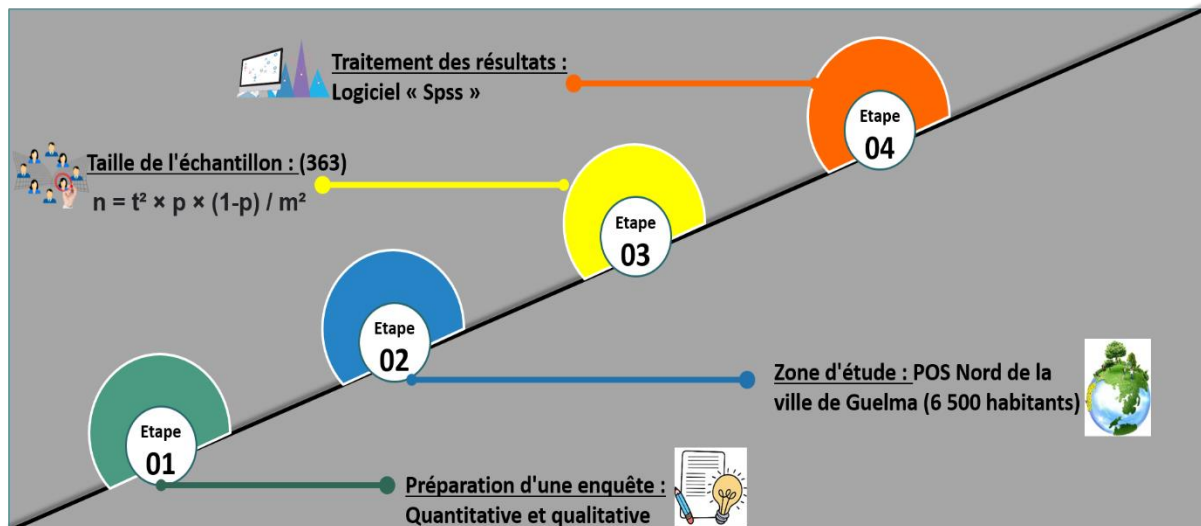 Traitement des résultats :
Logiciel « Spss »
Etape
04
Taille de l'échantillon : (363)
n = t² × p × (1-p) / m²
Etape
03
Etape
02
Zone d'étude : POS Nord de la
ville de Guelma (6 500 habitants)
Etape
01
Préparation d'une enquête :
Quantitative et qualitative